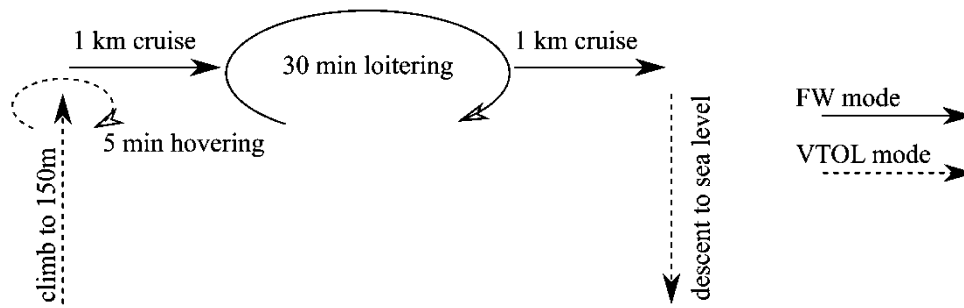 1 km cruise
1 km cruise
30 min loitering
5 min hovering
climb to 150m
descent to sea level
FW mode
VTOL mode